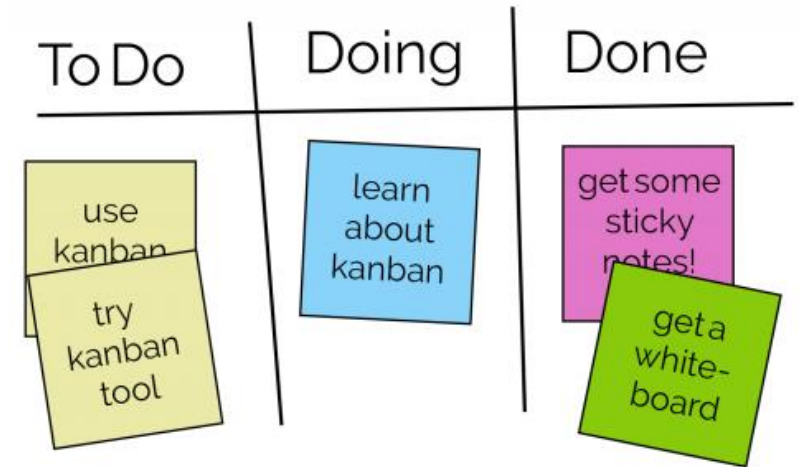 To Do
Doing
Done
use
kanban
try
kanban
tool
learn
about
kanban
get some
sticky
notes!
get a
white-
board